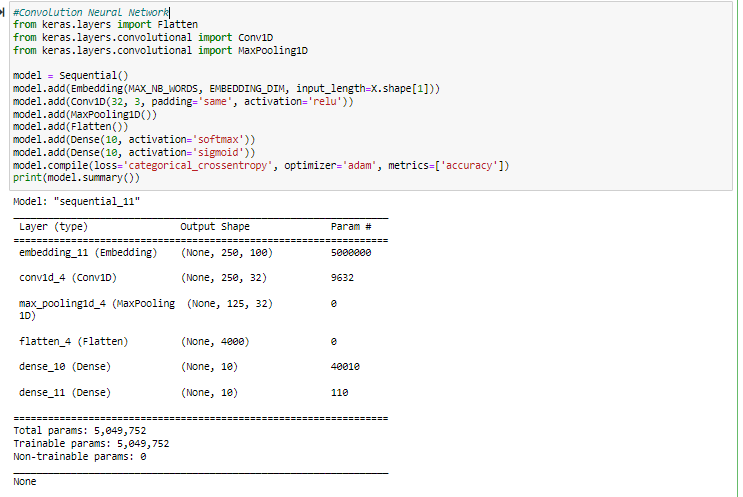 #Convolution Neural Network
from keras.layers import Flatten
from keras.layers.convolutional import Conv1D
from keras.layers.convolutional import MaxPooling1D
model = Sequential()
model.add(Embedding(MAX_NB_WORDS, EMBEDDING_DIM, input_length=X.shape[1]))
model.add(Conv1D(32, 3, padding='same', activation='relu'))
model.add(MaxPooling1D())
model.add(Flatten())
model.add(Dense(10, activation='softmax'))
model.add(Dense(10, activation='sigmoid'))
model.compile(loss='categorical_crossentropy', optimizer='adam', metrics=['accuracy'])
print(model.summary())
Model: "sequential_11"
_________________________________________________________________
Layer (type) Output Shape Param #
=================================================================
embedding_11 (Embedding) (None, 250, 100) 5000000
conv1d_4 (Conv1D) (None, 250, 32) 9632
max_pooling1d_4 (MaxPooling (None, 125, 32) 0
1D)
flatten_4 (Flatten) (None, 4000) 0
dense_10 (Dense) (None, 10) 40010
dense_11 (Dense) (None, 10) 110
=================================================================
Total params: 5,049,752
Trainable params: 5,049,752
Non-trainable params: 0
_________________________________________________________________
None